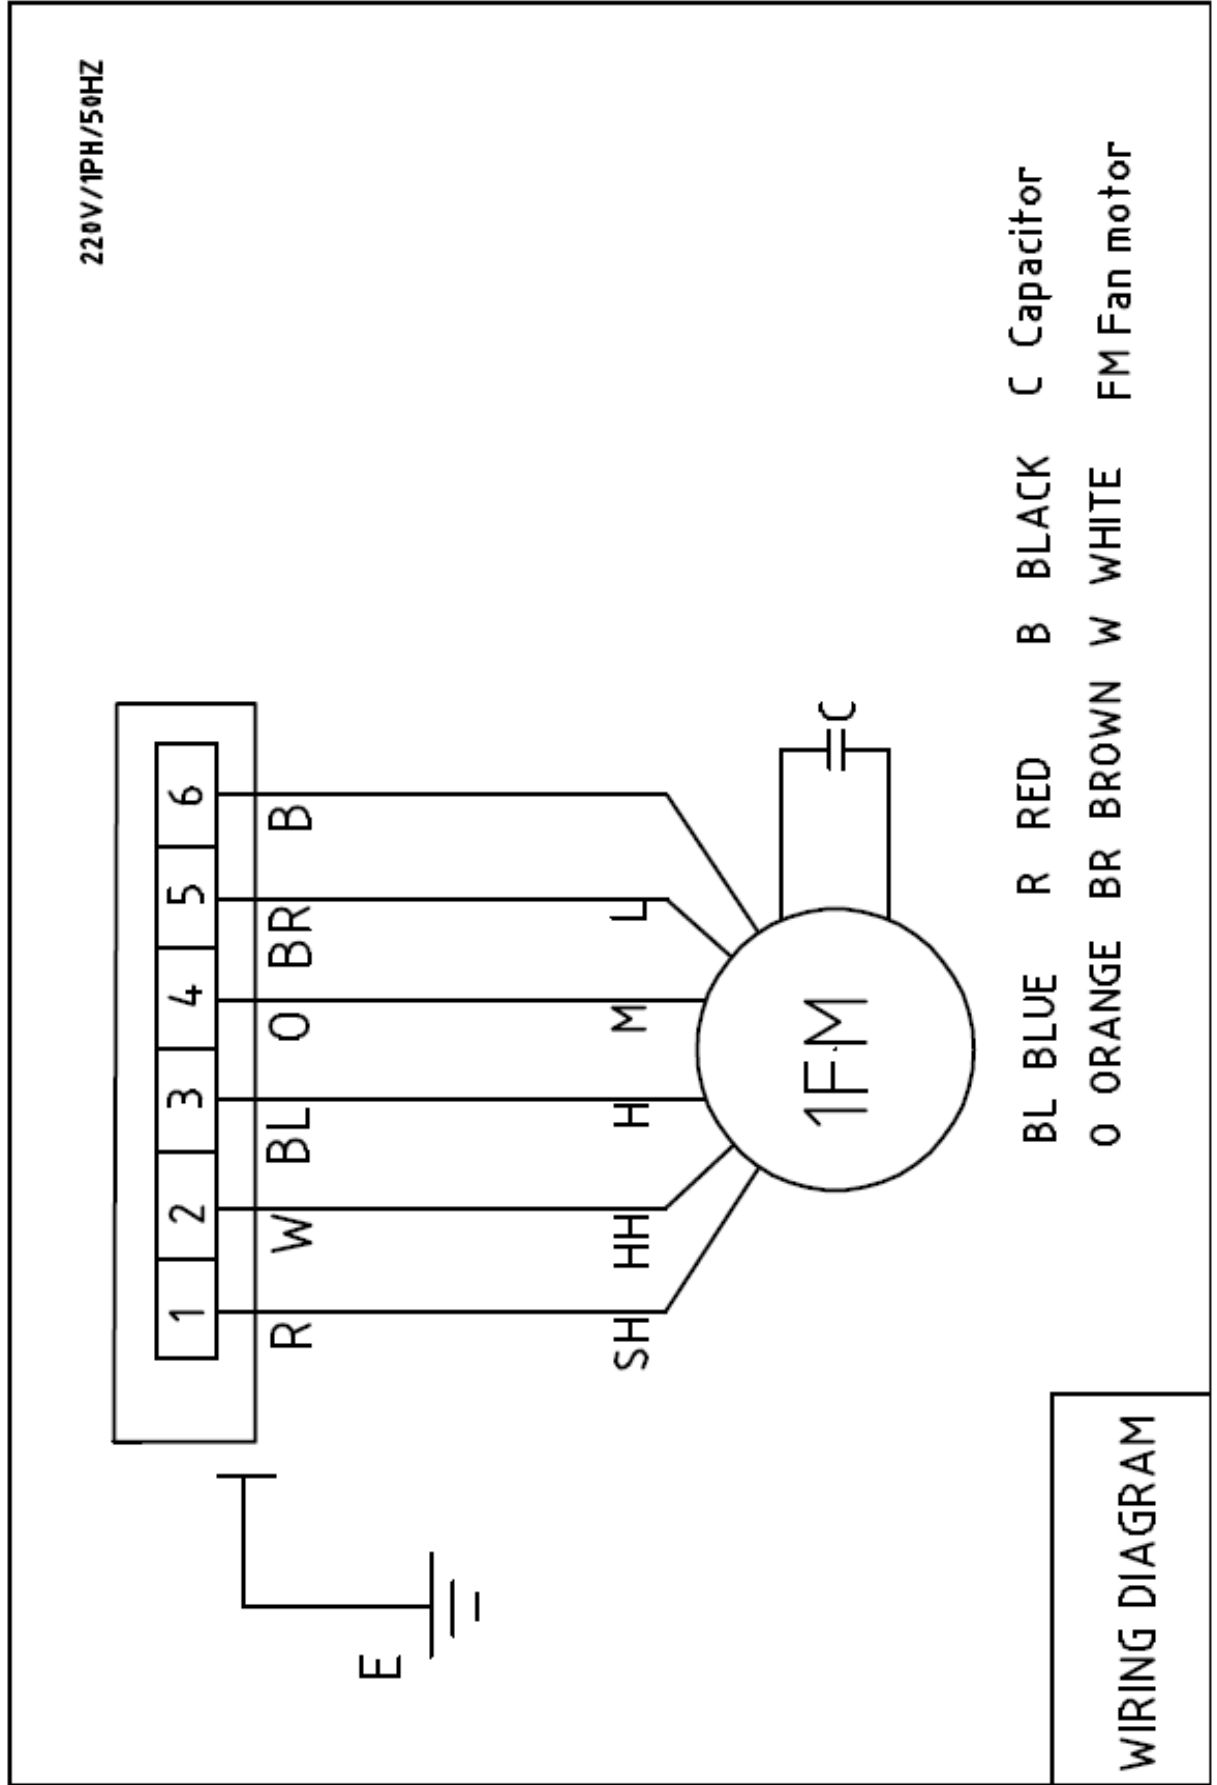 220V/1PH/50HZ
1 2 3 4 5 6
R W BL O BR B
E
SH HH H M L
1FM
C
BL BLUE R RED B BLACK C Capacitor
O ORANGE BR BROWN W WHITE FM Fan motor
WIRING DIAGRAM